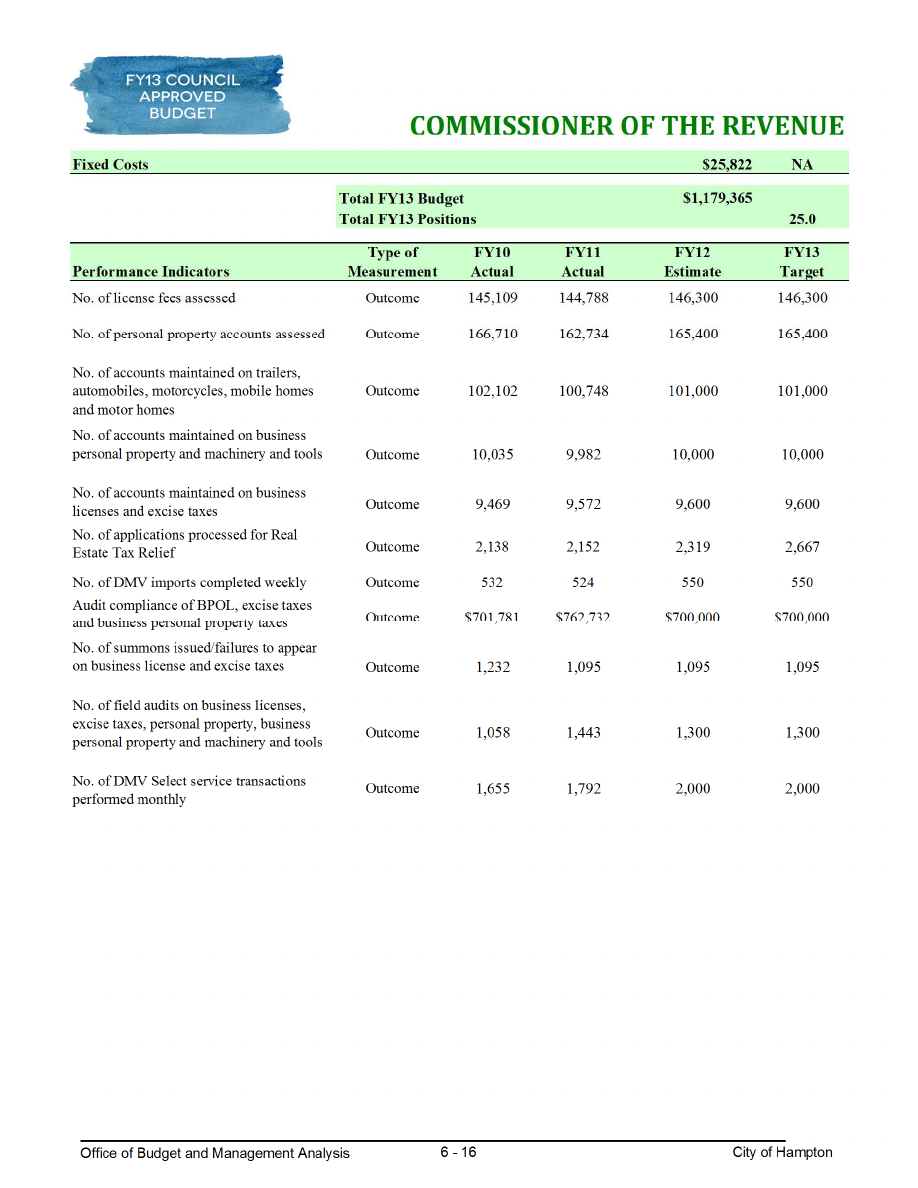 FY13 COUNCIL
APPROVED
BUDGET
COMMISSIONER OF THE REVENUE
Fixed Costs $25,822 NA
Total FY13 Budget $1,179,365
Total FY13 Positions 25.0
Type of FY10 FY11 FY12 FY13
Performance Indicators Measurement Actual Actual Estimate Target
No. of license fees assessed Outcome 145,109 144,788 146,300 146,300
No. of personal property accounts assessed Outcome 166,710 162,734 165,400 165,400
No. of accounts maintained on trailers,
automobiles, motorcycles, mobile homes Outcome 102,102 100,748 101,000 101,000
and motor homes
No. of accounts maintained on business
personal property and machinery and tools Outcome 10,035 9,982 10,000 10,000
No. of accounts maintained on business
licenses and excise taxes Outcome 9,469 9,572 9,600 9,600
No. of applications processed for Real
Estate Tax Relief Outcome 2,138 2,152 2,319 2,667
No. of DMV imports completed weekly Outcome 532 524 550 550
Audit compliance of BPOL, excise taxes
and business personal property taxes Outcome $701,781 $762,732 $700,000 $700,000
No. of summons issued/failures to appear
on business license and excise taxes Outcome 1,232 1,095 1,095 1,095
No. of field audits on business licenses,
excise taxes, personal property, business
personal property and machinery and tools Outcome 1,058 1,443 1,300 1,300
No. of DMV Select service transactions
performed monthly Outcome 1,655 1,792 2,000 2,000
Office of Budget and Management Analysis 6 - 16 City of Hampton